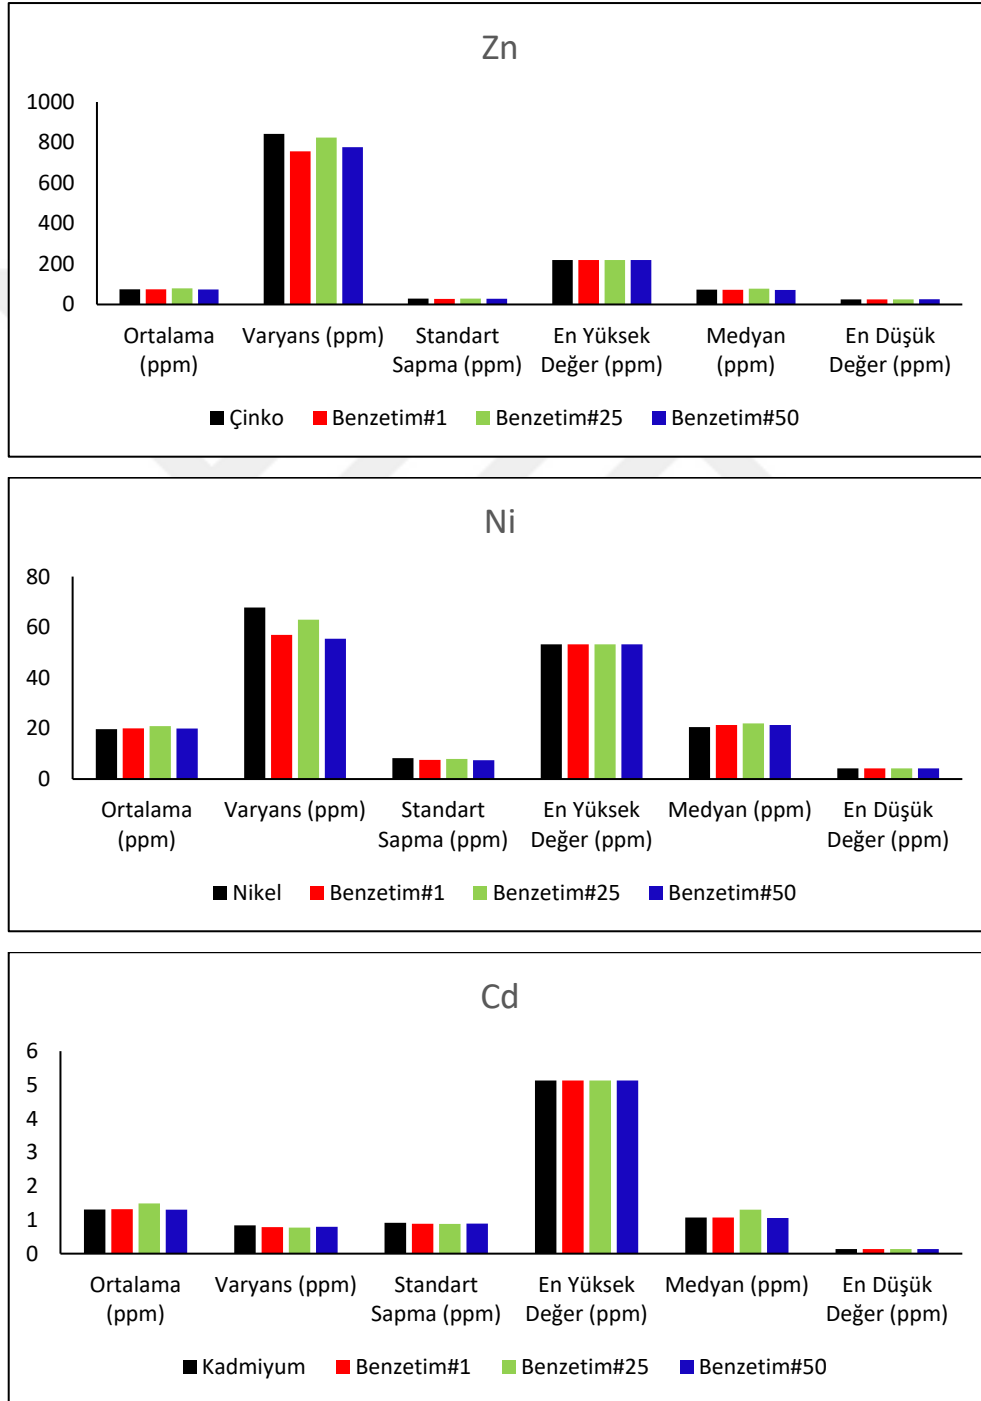 Zn
1000
800
600
400
200
0
Ortalama (ppm)
Varyans (ppm)
Standart Sapma (ppm)
En Yüksek Değer (ppm)
Medyan (ppm)
En Düşük Değer (ppm)
Çinko Benzetim#1 Benzetim#25 Benzetim#50
Ni
80
60
40
20
0
Ortalama (ppm)
Varyans (ppm)
Standart Sapma (ppm)
En Yüksek Değer (ppm)
Medyan (ppm)
En Düşük Değer (ppm)
Nikel Benzetim#1 Benzetim#25 Benzetim#50
Cd
6
5
4
3
2
1
0
Ortalama (ppm)
Varyans (ppm)
Standart Sapma (ppm)
En Yüksek Değer (ppm)
Medyan (ppm)
En Düşük Değer (ppm)
Kadmiyum Benzetim#1 Benzetim#25 Benzetim#50